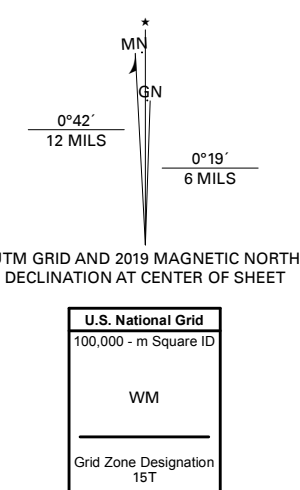 MN
GN
0°42´
12 MILS
0°19´
6 MILS
UTM GRID AND 2019 MAGNETIC NORTH
DECLINATION AT CENTER OF SHEET
U.S. National Grid
100,000 - m Square ID
WM
Grid Zone Designation
15T